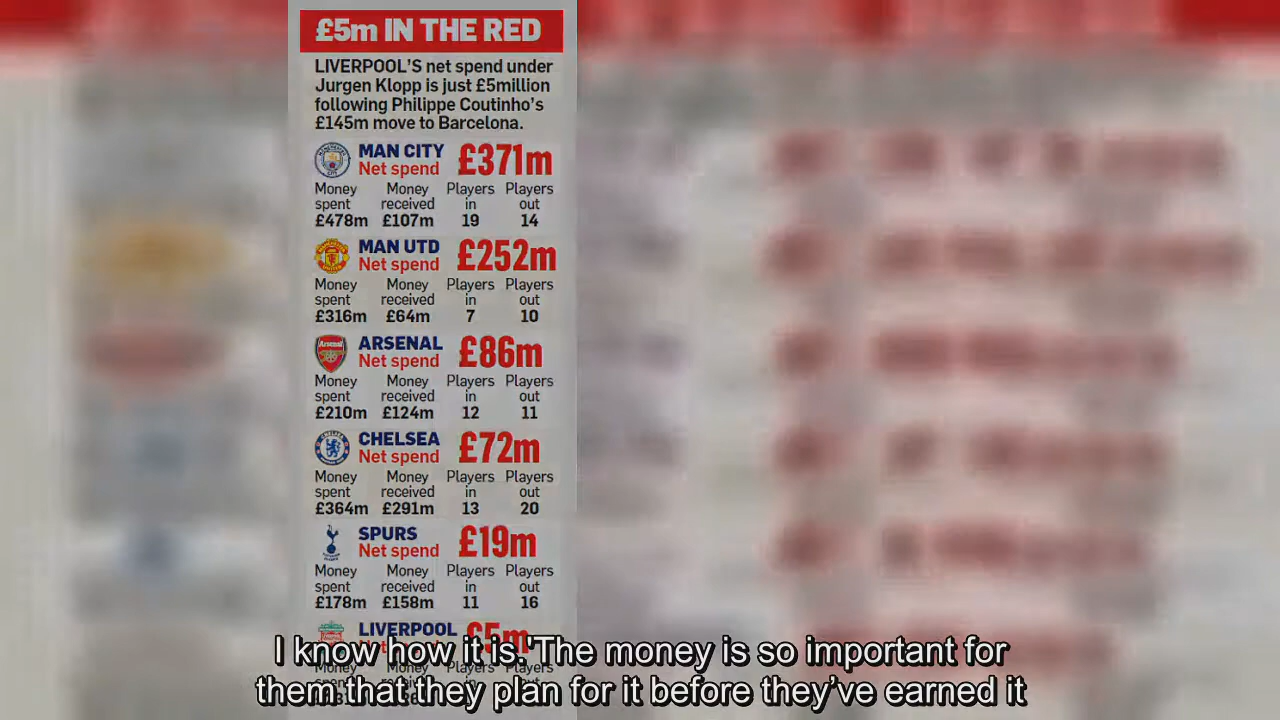 £5m IN THE RED
LIVERPOOL'S net spend under
Jurgen Klopp is just £5million
following Philippe Coutinho's
£145m move to Barcelona.
MAN CITY
Net spend £371m
Money spent Money received Players in Players out
£478m £107m 19 14
MAN UTD
Net spend £252m
Money spent Money received Players in Players out
£316m £64m 7 10
ARSENAL
Net spend £86m
Money spent Money received Players in Players out
£210m £124m 12 11
CHELSEA
Net spend £72m
Money spent Money received Players in Players out
£364m £291m 13 20
SPURS
Net spend £19m
Money spent Money received Players in Players out
£178m £158m 11 16
LIVERPOOL £5m
I know how it is.'The money is so important for
them that they plan for it before they’ve earned it